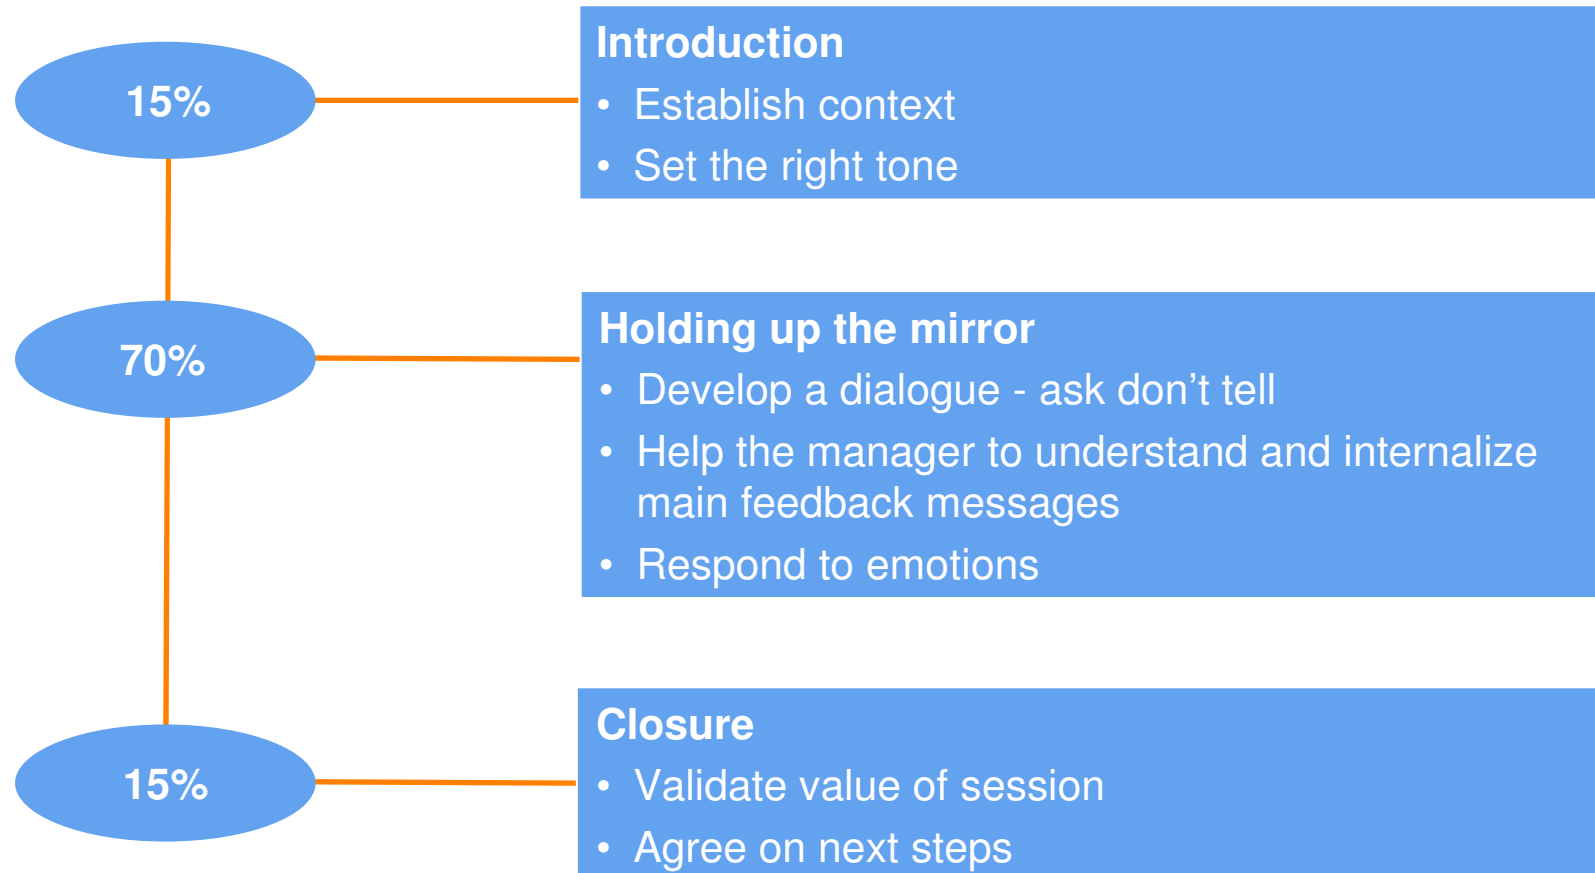 15%
Introduction
• Establish context
• Set the right tone
70%
Holding up the mirror
• Develop a dialogue - ask don’t tell
• Help the manager to understand and internalize
main feedback messages
• Respond to emotions
15%
Closure
• Validate value of session
• Agree on next steps